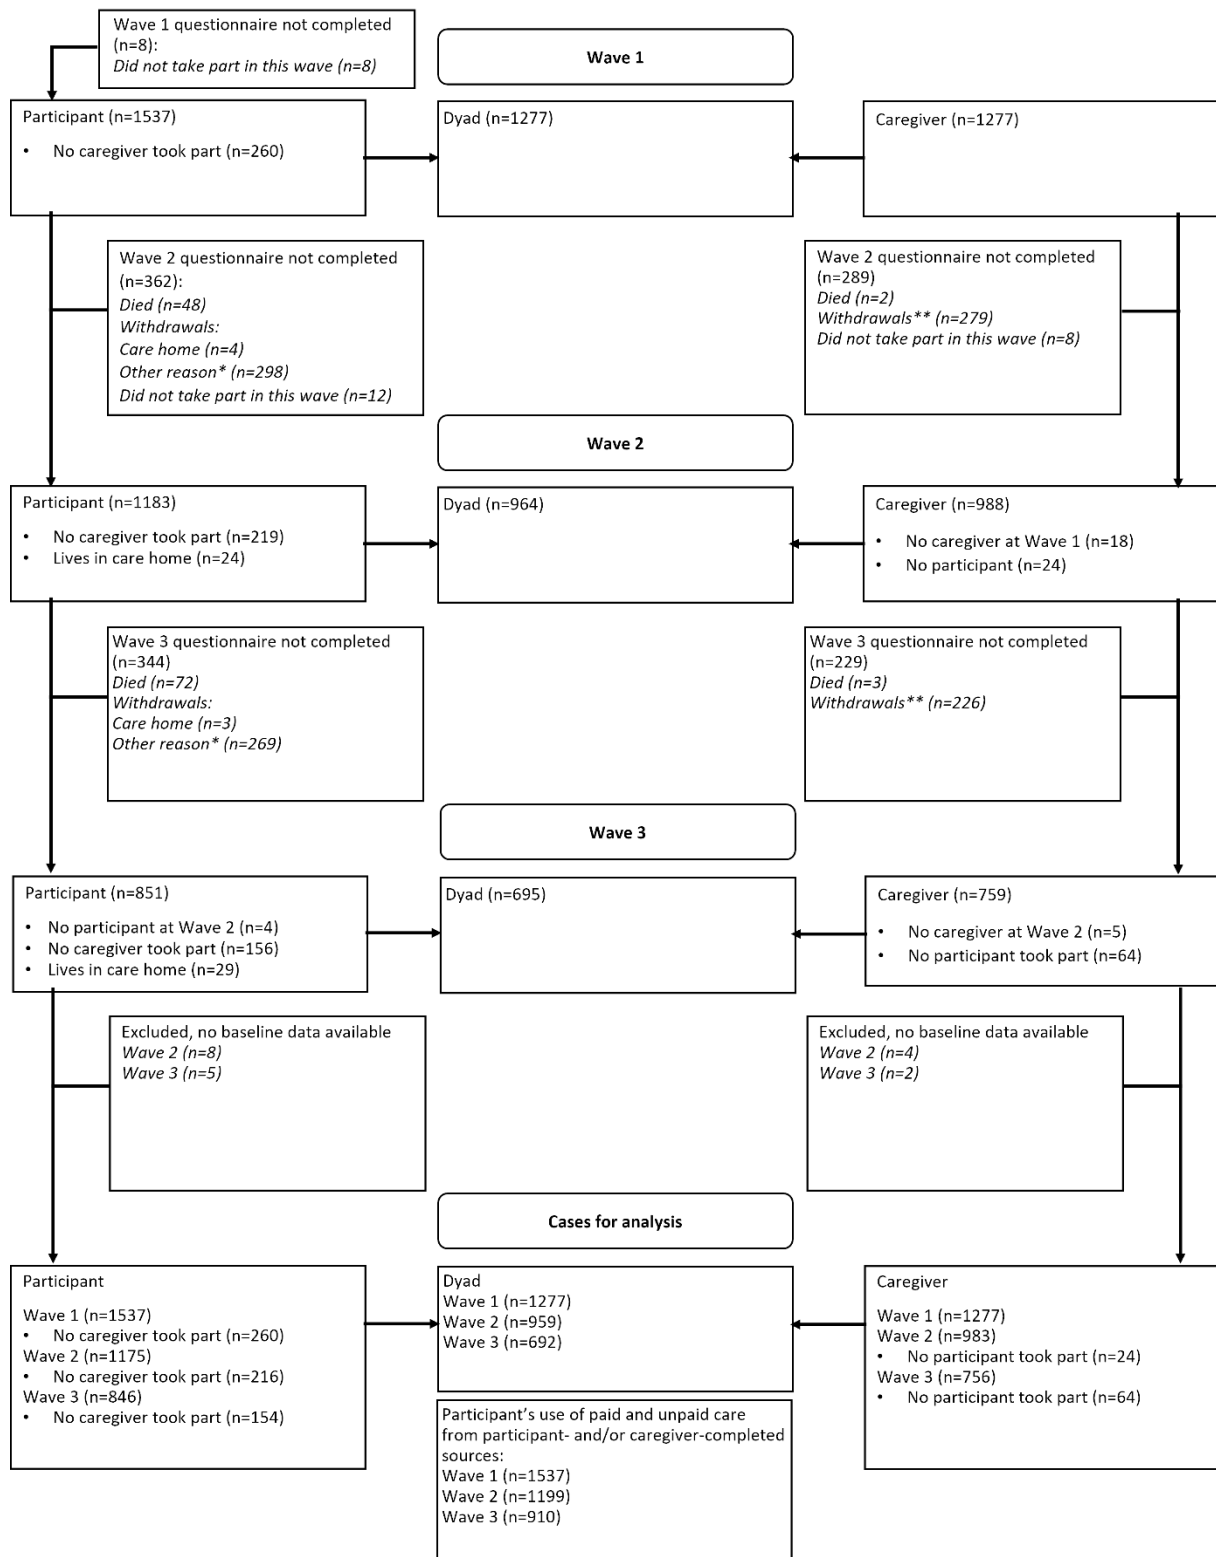 Wave 1 questionnaire not completed
(n=8):
Did not take part in this wave (n=8)
Wave 1
Participant (n=1537)
• No caregiver took part (n=260)
Dyad (n=1277)
Caregiver (n=1277)
Wave 2 questionnaire not completed
(n=362):
Died (n=48)
Withdrawals:
Care home (n=4)
Other reason* (n=298)
Did not take part in this wave (n=12)
Wave 2 questionnaire not completed
(n=289)
Died (n=2)
Withdrawals** (n=279)
Did not take part in this wave (n=8)
Wave 2
Participant (n=1183)
• No caregiver took part (n=219)
• Lives in care home (n=24)
Dyad (n=964)
Caregiver (n=988)
• No caregiver at Wave 1 (n=18)
• No participant (n=24)
Wave 3 questionnaire not completed
(n=344)
Died (n=72)
Withdrawals:
Care home (n=3)
Other reason* (n=269)
Wave 3 questionnaire not completed
(n=229)
Died (n=3)
Withdrawals** (n=226)
Wave 3
Participant (n=851)
• No participant at Wave 2 (n=4)
• No caregiver took part (n=156)
• Lives in care home (n=29)
Dyad (n=695)
Caregiver (n=759)
• No caregiver at Wave 2 (n=5)
• No participant took part (n=64)
Excluded, no baseline data available
Wave 2 (n=8)
Wave 3 (n=5)
Excluded, no baseline data available
Wave 2 (n=4)
Wave 3 (n=2)
Cases for analysis
Participant
Wave 1 (n=1537)
• No caregiver took part (n=260)
Wave 2 (n=1175)
• No caregiver took part (n=216)
Wave 3 (n=846)
• No caregiver took part (n=154)
Dyad
Wave 1 (n=1277)
Wave 2 (n=959)
Wave 3 (n=692)
Caregiver
Wave 1 (n=1277)
Wave 2 (n=983)
• No participant took part (n=24)
Wave 3 (n=756)
• No participant took part (n=64)
Participant's use of paid and unpaid care
from participant- and/or caregiver-completed
sources:
Wave 1 (n=1537)
Wave 2 (n=1199)
Wave 3 (n=910)